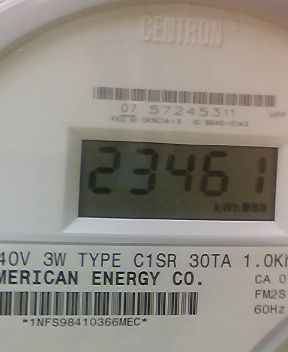 CENTRON®
07 57245311
23461
kWh
40V 3W TYPE C1SR 30TA 1.0K
MERICAN ENERGY CO. CA 0
FM2S
60Hz
*1NFS98410366MEC*